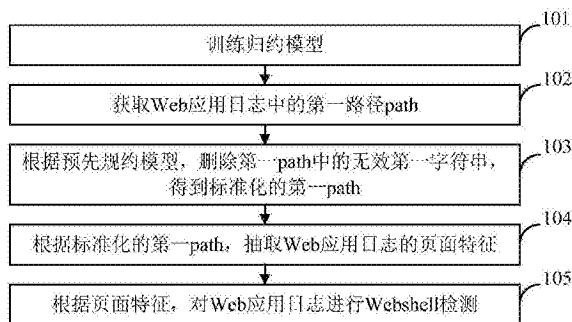 101
训练归约模型
102
获取Web应用日志中的第一路径path
103
根据预先规约模型，删除第一path中的无效第一字符串，
得到标准化的第一path
104
根据标准化的第一path，抽取Web应用日志的页面特征
105
根据页面特征，对Web应用日志进行Webshell检测